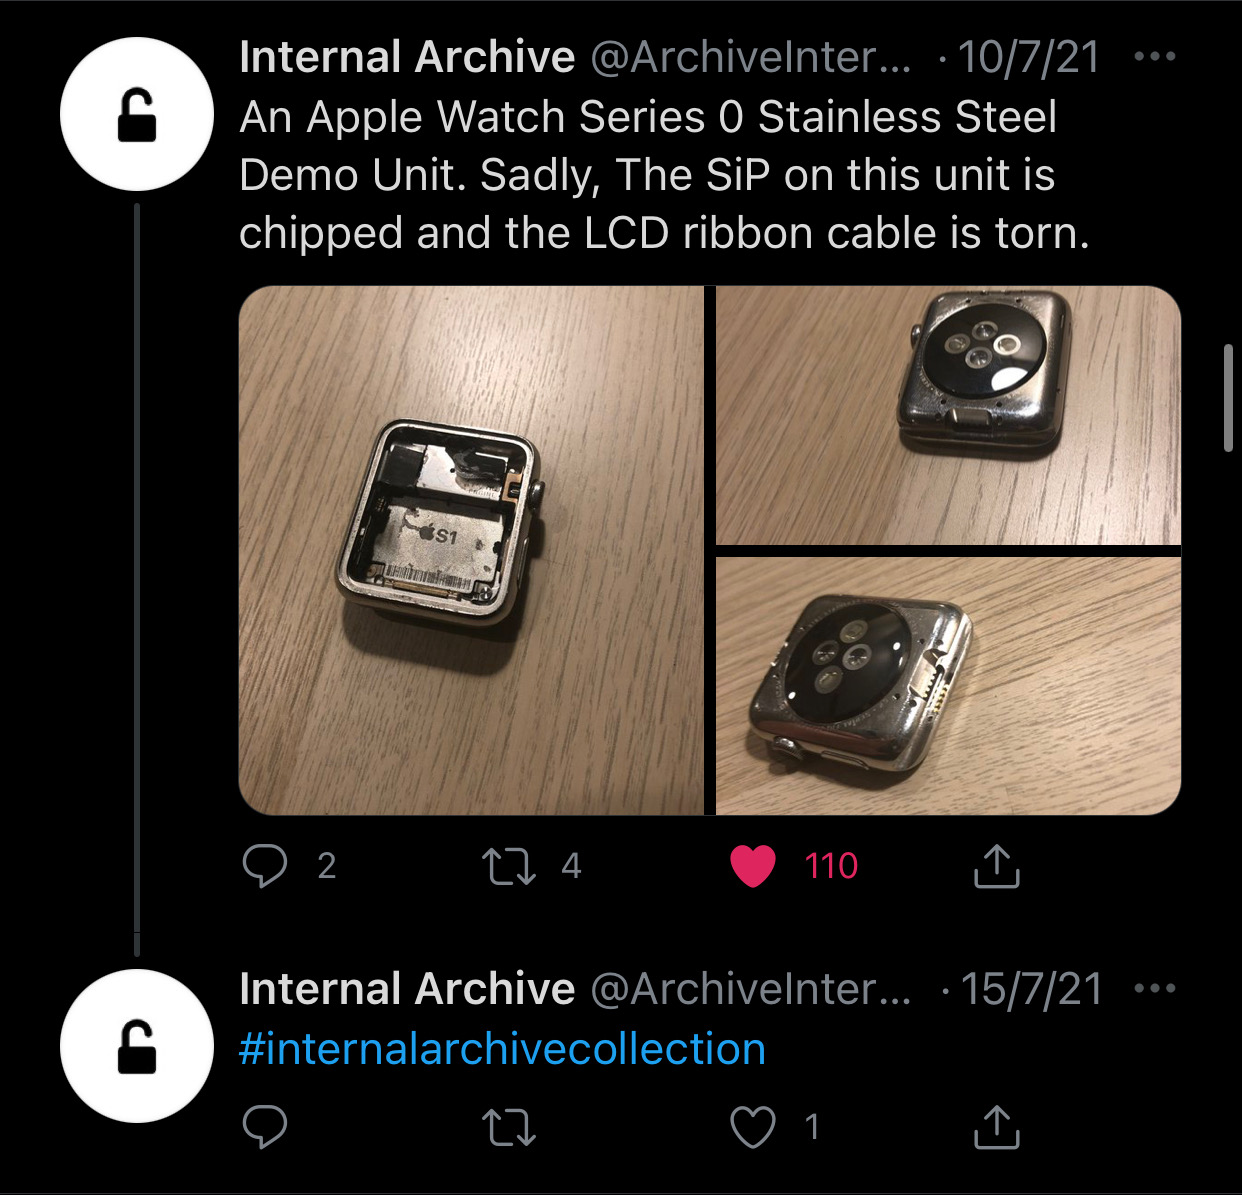 Internal Archive @ArchiveInter... · 10/7/21
An Apple Watch Series 0 Stainless Steel
Demo Unit. Sadly, The SiP on this unit is
chipped and the LCD ribbon cable is torn.
S1
2 4 110
Internal Archive @ArchiveInter... · 15/7/21
#internalarchivecollection
1